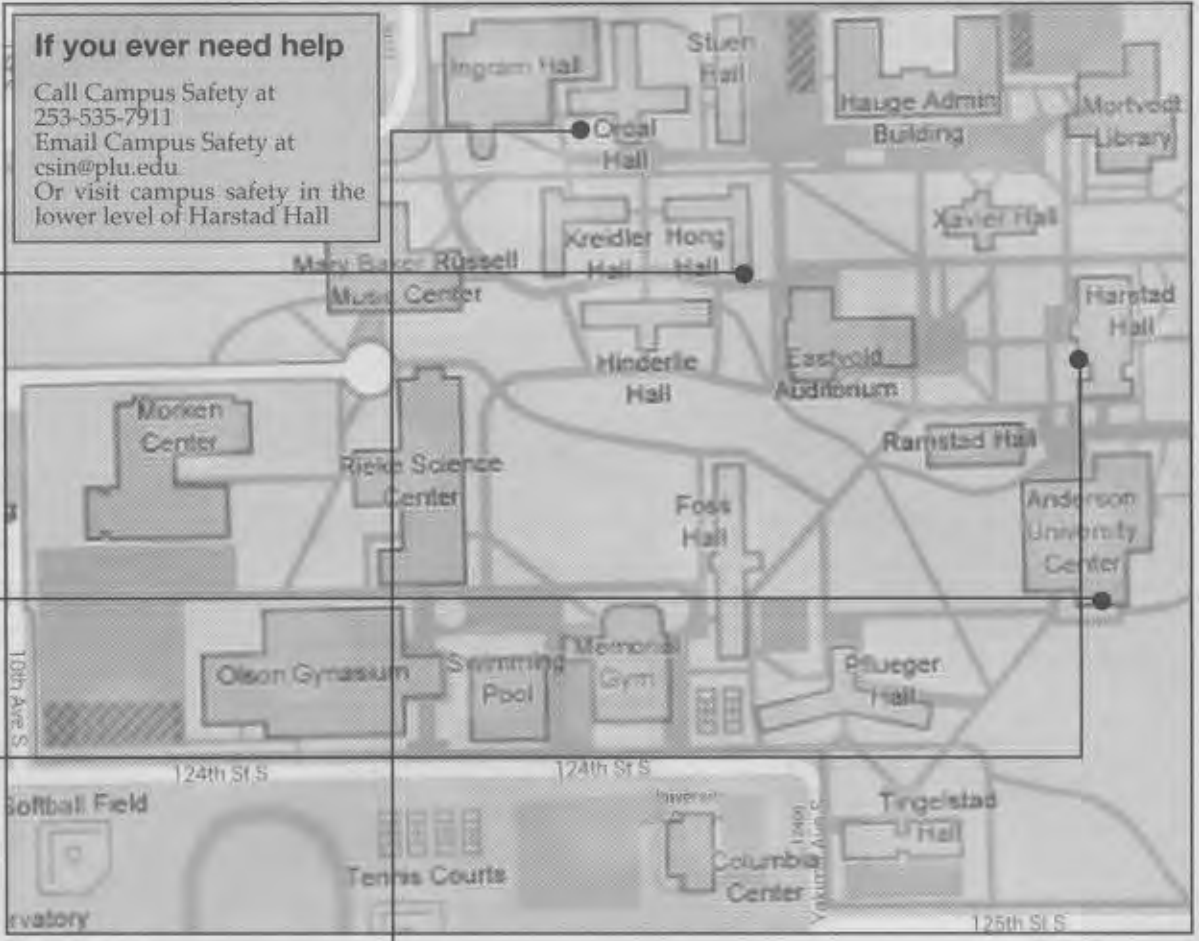 If you ever need help
Call Campus Safety at
253-535-7911
Email Campus Safety at
csin@plu.edu
Or visit campus safety in the
lower level of Harstad Hall
Ingram Hall
Stuen
Hall
Ordal
Hall
Hauge Admin
Building
Mortvedt
Library
Xavier Hall
Kreidler
Hall
Hong
Hall
Mary Baker Russell
Music Center
Harstad
Hall
Hinderlie
Hall
Eastvold
Auditorium
Morken
Center
Ramstad Hall
Rieke Science
Center
Foss
Hall
Anderson
University
Center
Olson Gymasium
Swimming
Pool
Memorial
Gym
Pflueger
Hall
10th Ave S
124th St S
124th St S
Softball Field
Tingelstad
Hall
Tennis Courts
Columbia
Center
Yakima Ave S
rvatory
125th St S